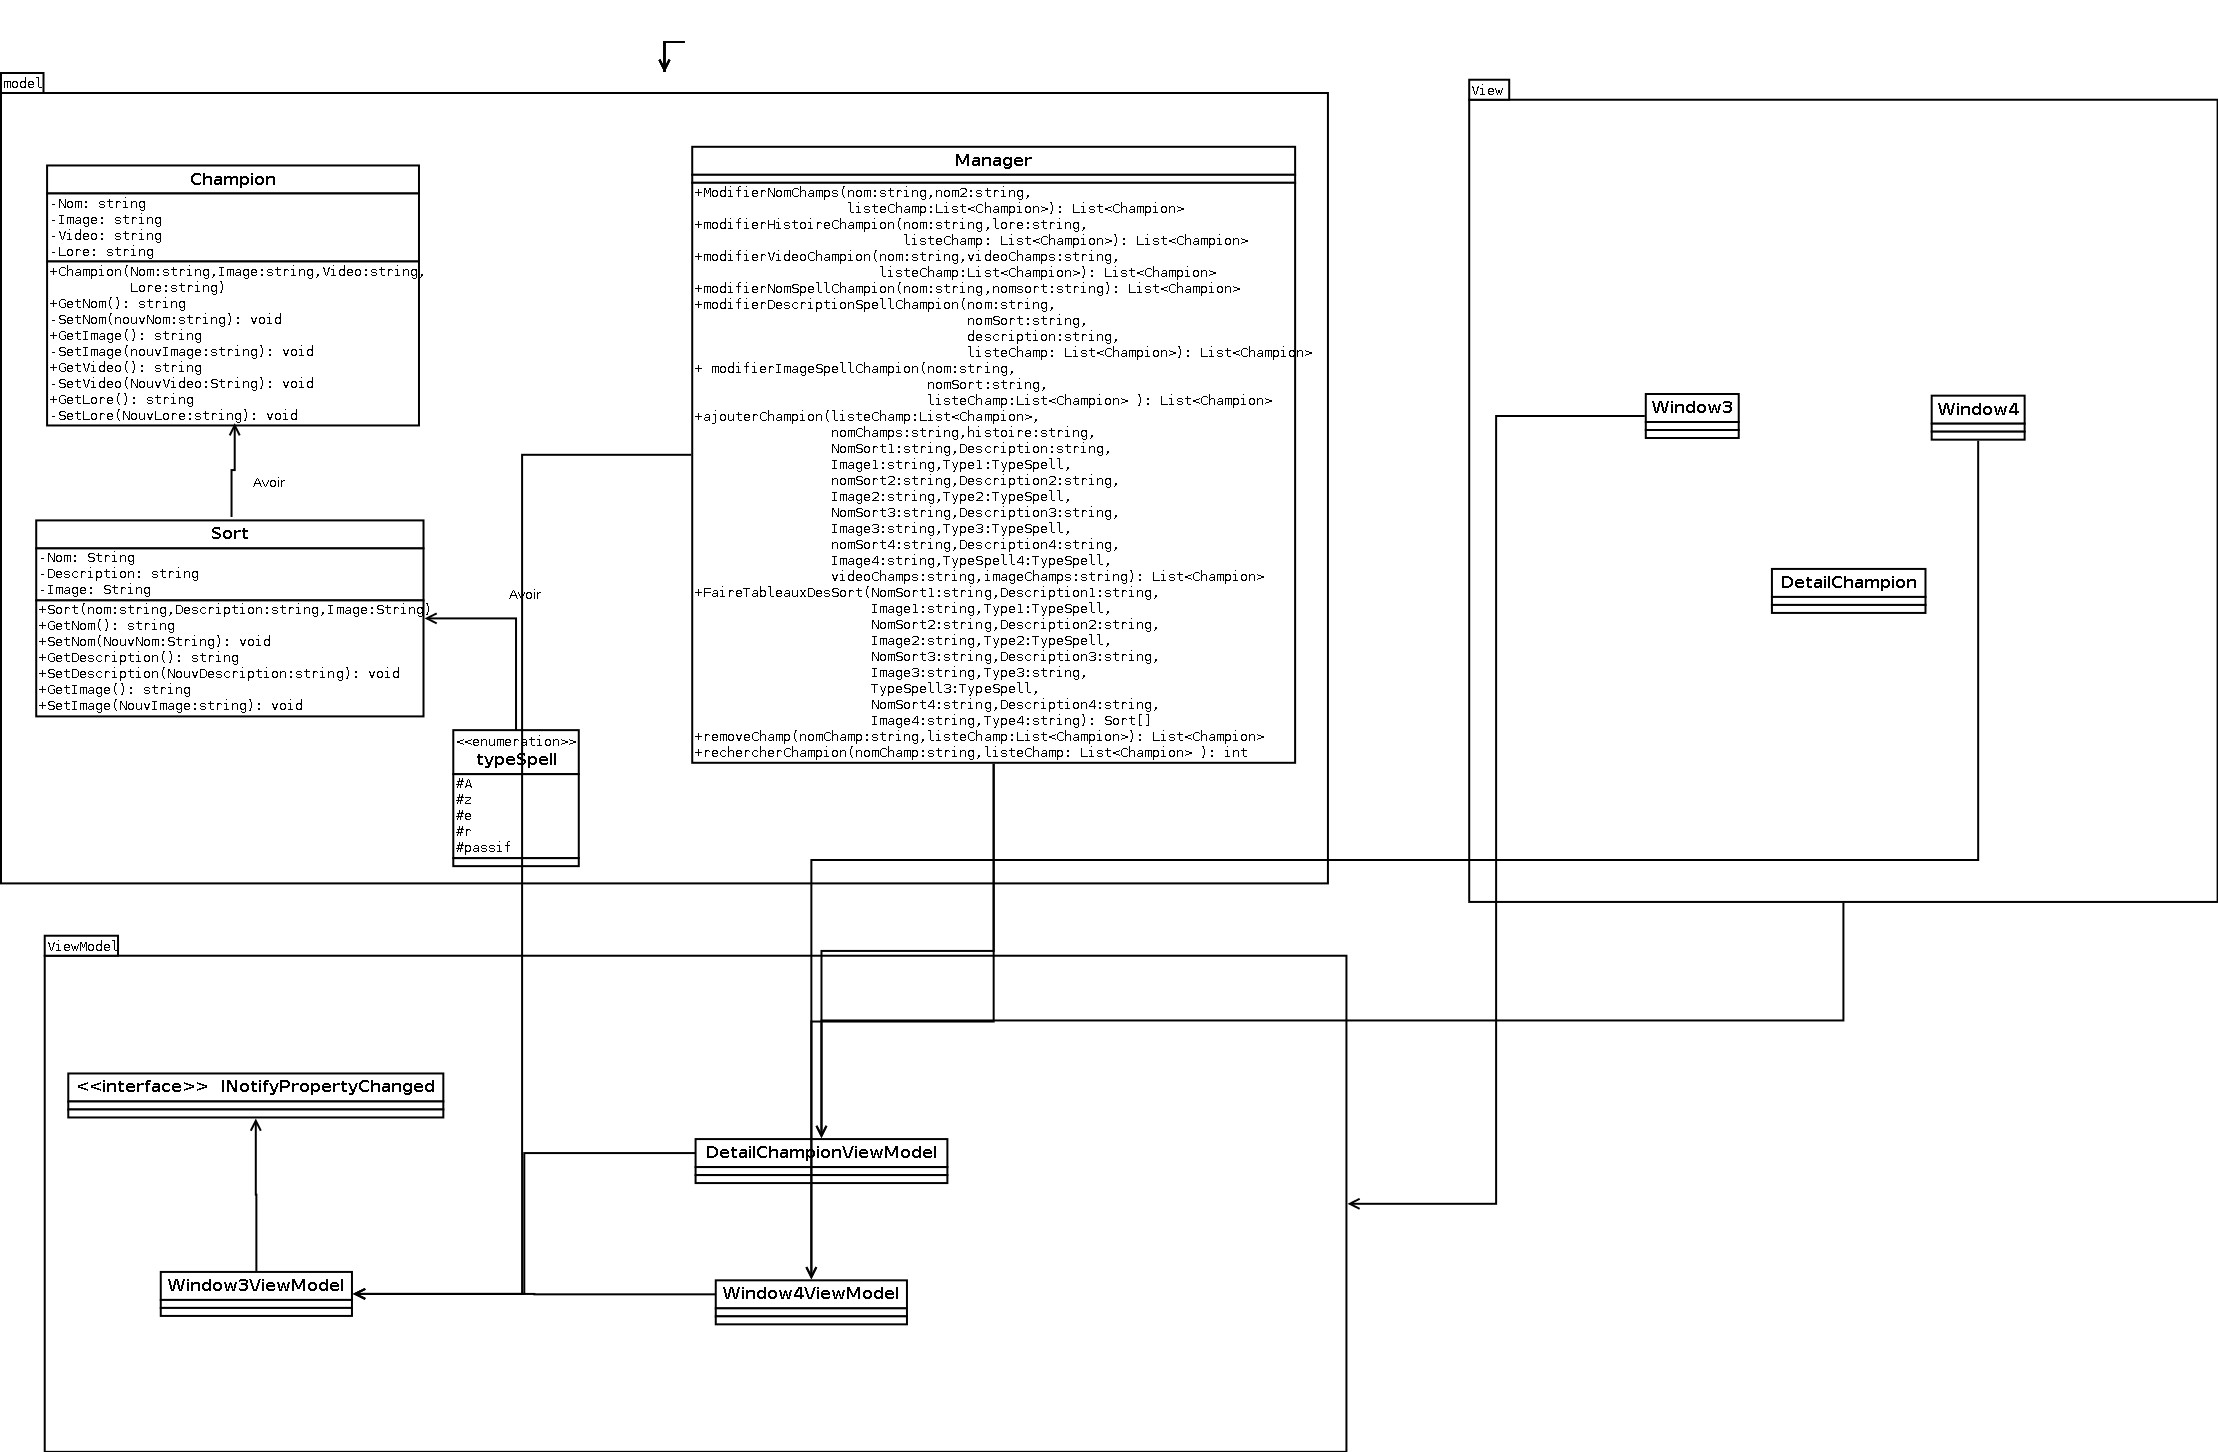 model
Champion
-Nom: string
-Image: string
-Video: string
-Lore: string
+Champion(Nom:string,Image:string,Video:string,
Lore:string)
+GetNom(): string
-SetNom(nouvNom:string): void
+GetImage(): string
-SetImage(nouvImage:string): void
+GetVideo(): string
-SetVideo(NouvVideo:String): void
+GetLore(): string
-SetLore(NouvLore:string): void
Avoir
Sort
-Nom: String
-Description: string
-Image: String
+Sort(nom:string,Description:string,Image:String)
+GetNom(): string
+SetNom(NouvNom:String): void
+GetDescription(): string
+SetDescription(NouvDescription:string): void
+GetImage(): string
+SetImage(NouvImage:string): void
Avoir
<<enumeration>>
typeSpell
#A
#z
#e
#r
#passif
Manager
+ModifierNomChamps(nom:string,nom2:string,
listeChamp:List<Champion>): List<Champion>
+modifierHistoireChampion(nom:string,lore:string,
listeChamp: List<Champion>): List<Champion>
+modifierVideoChampion(nom:string,videoChamps:string,
listeChamp:List<Champion>): List<Champion>
+modifierNomSpellChampion(nom:string,nomsort:string): List<Champion>
+modifierDescriptionSpellChampion(nom:string,
nomSort:string,
description:string,
listeChamp: List<Champion>): List<Champion>
+ modifierImageSpellChampion(nom:string,
nomSort:string,
listeChamp:List<Champion> ): List<Champion>
+ajouterChampion(listeChamp:List<Champion>,
nomChamps:string,histoire:string,
NomSort1:string,Description:string,
Image1:string,Type1:TypeSpell,
nomSort2:string,Description2:string,
Image2:string,Type2:TypeSpell,
NomSort3:string,Description3:string,
Image3:string,Type3:TypeSpell,
nomSort4:string,Description4:string,
Image4:string,TypeSpell4:TypeSpell,
videoChamps:string,imageChamps:string): List<Champion>
+FaireTableauxDesSort(NomSort1:string,Description1:string,
Image1:string,Type1:TypeSpell,
NomSort2:string,Description2:string,
Image2:string,Type2:TypeSpell,
NomSort3:string,Description3:string,
Image3:string,Type3:string,
TypeSpell3:TypeSpell,
NomSort4:string,Description4:string,
Image4:string,Type4:string): Sort[]
+removeChamp(nomChamp:string,listeChamp:List<Champion>): List<Champion>
+rechercherChampion(nomChamp:string,listeChamp: List<Champion> ): int
View
Window3
Window4
DetailChampion
ViewModel
<<interface>> INotifyPropertyChanged
DetailChampionViewModel
Window3ViewModel
Window4ViewModel